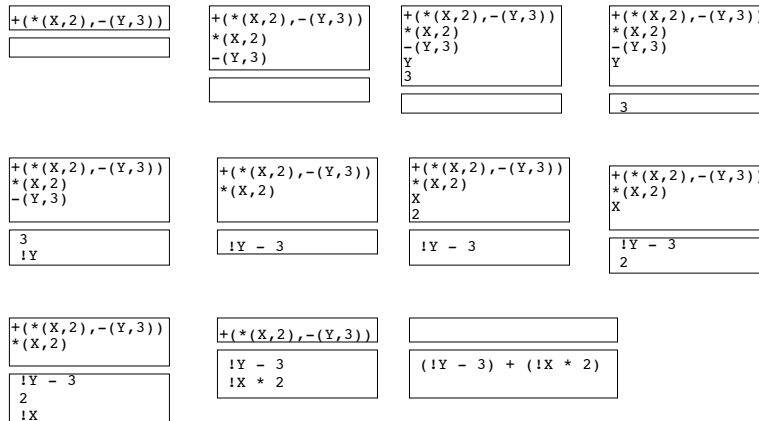 +(*(X,2),-(Y,3))
+(*(X,2),-(Y,3))
*(X,2)
-(Y,3)
+(*(X,2),-(Y,3))
*(X,2)
-(Y,3)
Y
3
+(*(X,2),-(Y,3))
*(X,2)
-(Y,3)
Y
3
+(*(X,2),-(Y,3))
*(X,2)
-(Y,3)
3
!Y
+(*(X,2),-(Y,3))
*(X,2)
!Y - 3
+(*(X,2),-(Y,3))
*(X,2)
X
2
!Y - 3
+(*(X,2),-(Y,3))
*(X,2)
X
!Y - 3
2
+(*(X,2),-(Y,3))
*(X,2)
!Y - 3
2
!X
+(*(X,2),-(Y,3))
!Y - 3
!X * 2
(!Y - 3) + (!X * 2)